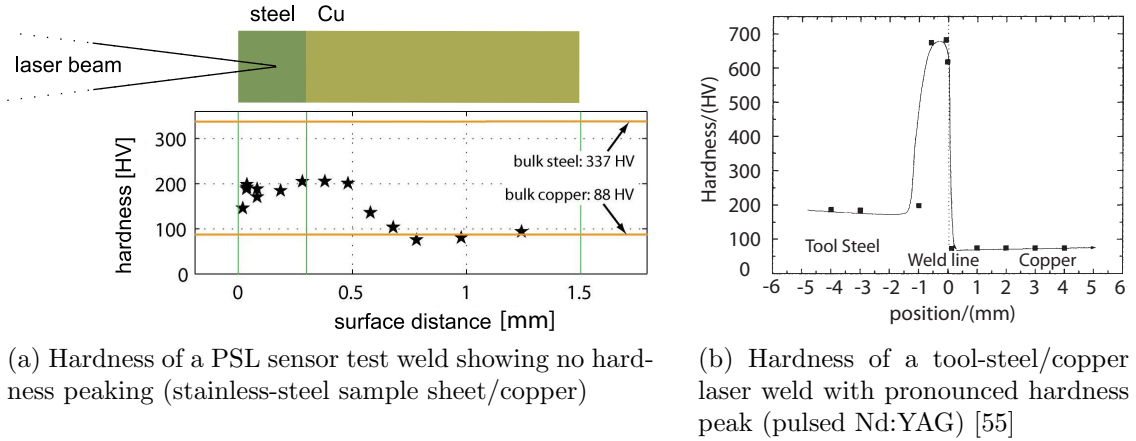 steel Cu
laser beam
hardness [HV]
300
200
100
0
bulk steel: 337 HV
bulk copper: 88 HV
0 0.5 1 1.5
surface distance [mm]
(a) Hardness of a PSL sensor test weld showing no hard-
ness peaking (stainless-steel sample sheet/copper)
Hardness/(HV)
700
600
500
400
300
200
100
0
Tool Steel
Weld line
Copper
-6 -5 -4 -3 -2 -1 0 1 2 3 4 5 6
position/(mm)
(b) Hardness of a tool-steel/copper
laser weld with pronounced hardness
peak (pulsed Nd:YAG) [55]